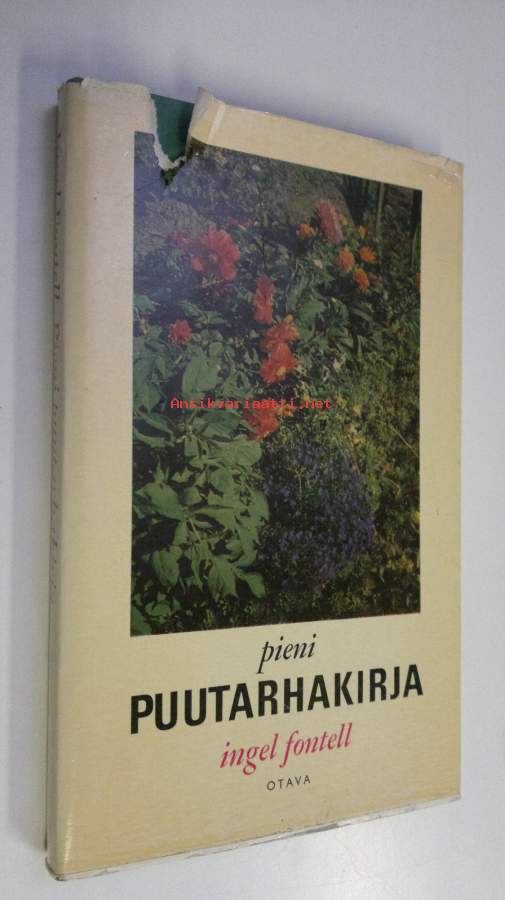 Antikvariaatti.net
pieni
PUUTARHAKIRJA
ingel fontell
OTAVA